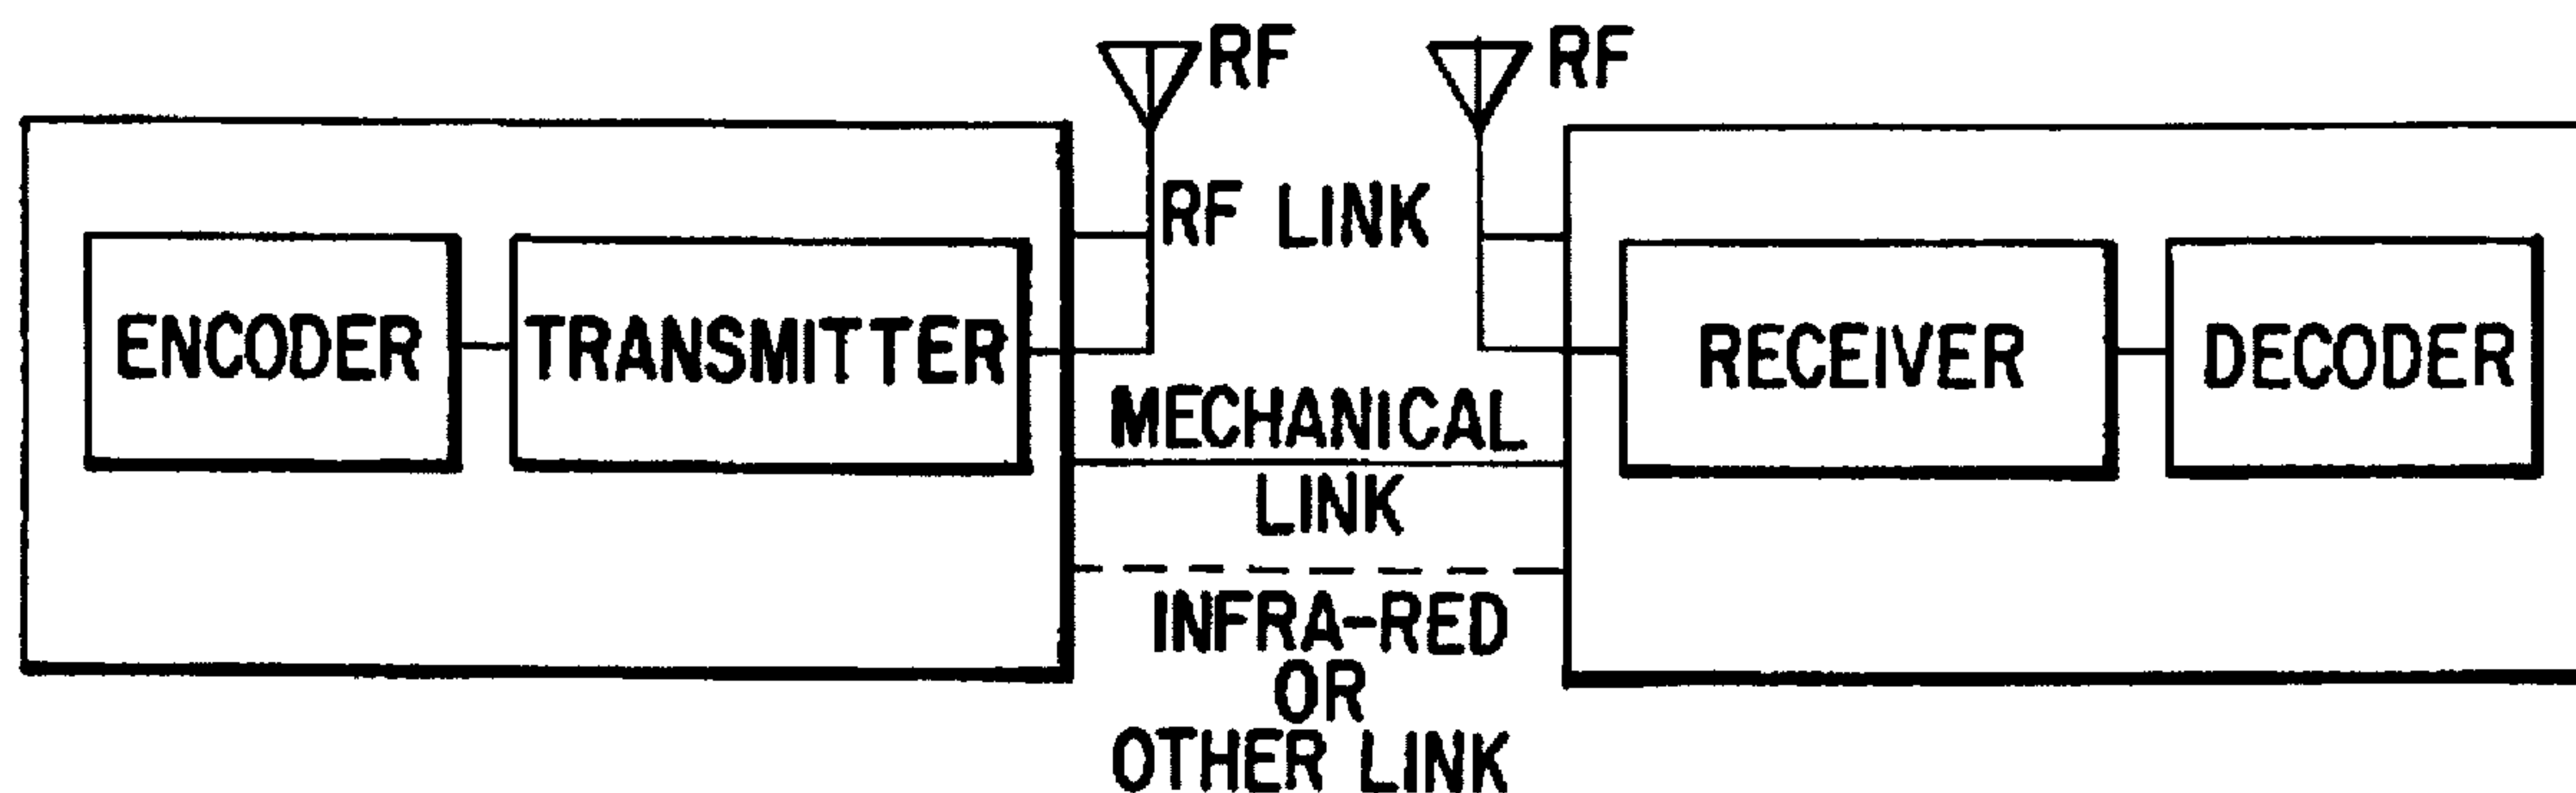 RF
RF
RF LINK
ENCODER
TRANSMITTER
RECEIVER
DECODER
MECHANICAL
LINK
INFRA-RED
OR
OTHER LINK